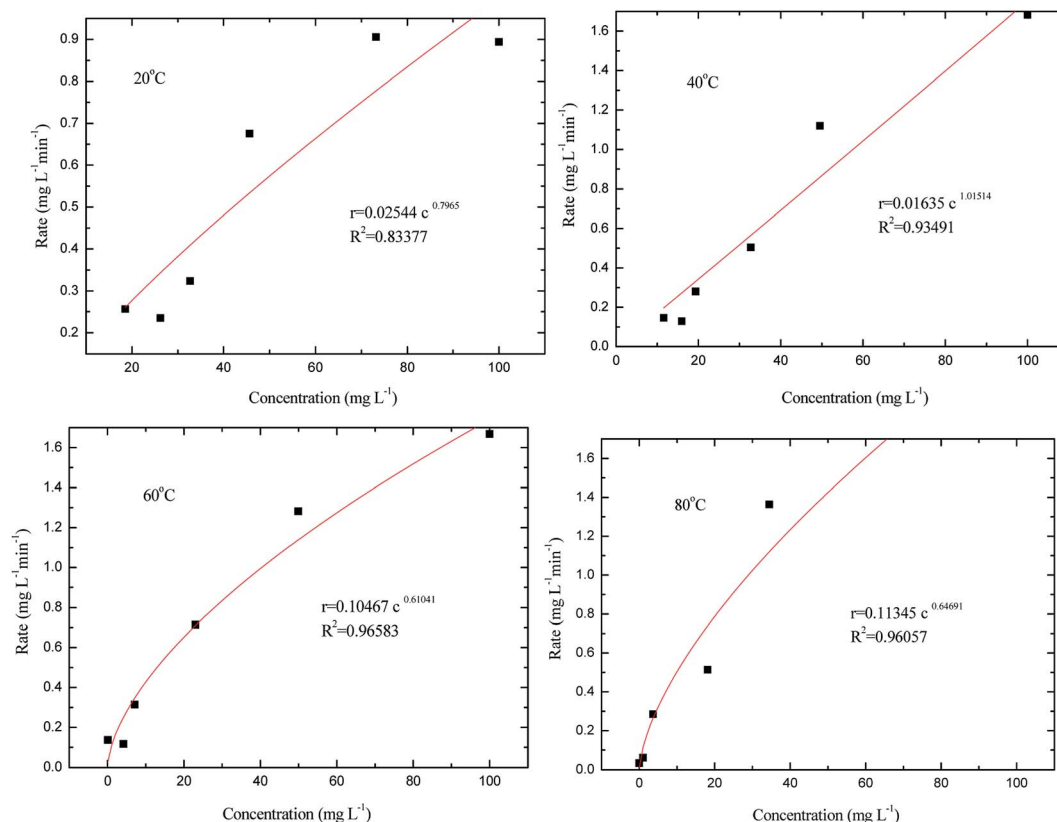 0.9
0.8
0.7
0.6
0.5
0.4
0.3
0.2
Rate (mg L⁻¹min⁻¹)
20°C
r=0.02544 c 0.7965
R²=0.83377
20 40 60 80 100
Concentration (mg L⁻¹)
1.6
1.4
1.2
1.0
0.8
0.6
0.4
0.2
0.0
Rate (mg L⁻¹min⁻¹)
40°C
r=0.01635 c 1.01514
R²=0.93491
0 20 40 60 80 100
Concentration (mg L⁻¹)
1.6
1.4
1.2
1.0
0.8
0.6
0.4
0.2
0.0
Rate (mg L⁻¹min⁻¹)
60°C
r=0.10467 c 0.61041
R²=0.96583
0 20 40 60 80 100
Concentration (mg L⁻¹)
1.6
1.4
1.2
1.0
0.8
0.6
0.4
0.2
0.0
Rate (mg L⁻¹min⁻¹)
80°C
r=0.11345 c 0.64691
R²=0.96057
0 20 40 60 80 100
Concentration (mg L⁻¹)